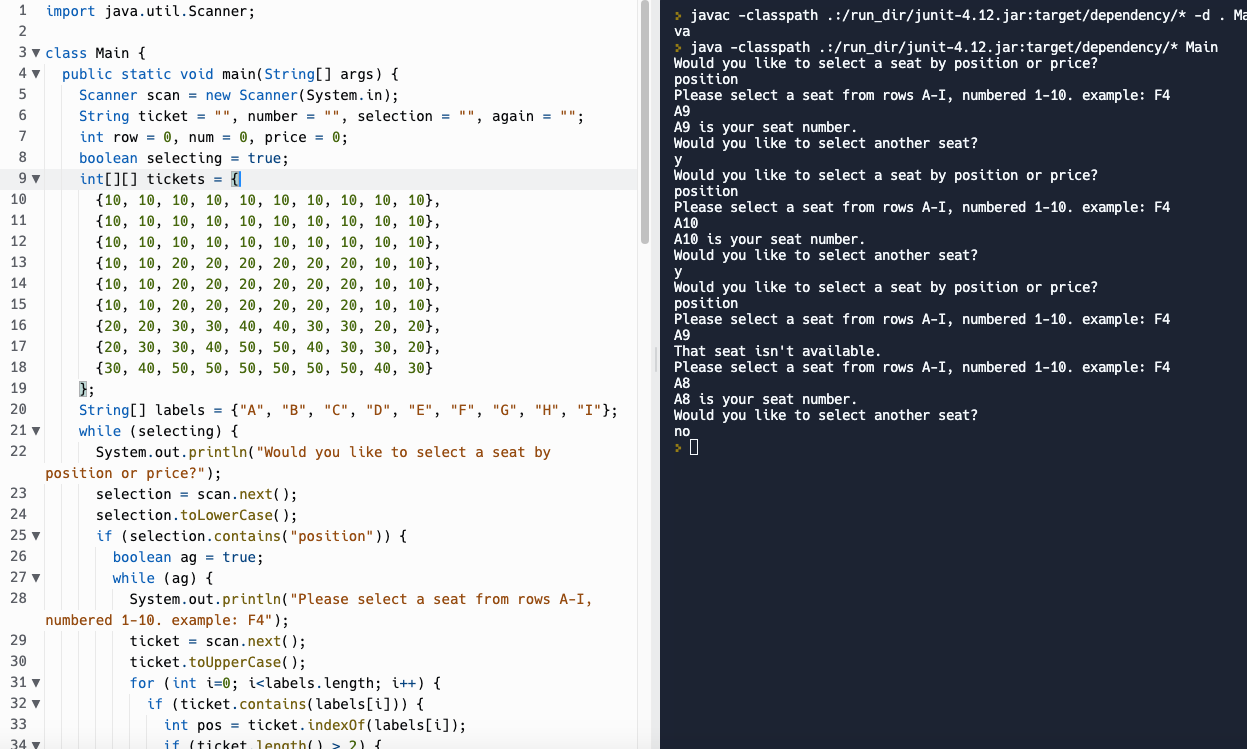 1 import java.util.Scanner;
2
3 class Main {
4 public static void main(String[] args) {
5 Scanner scan = new Scanner(System.in);
6 String ticket = "", number = "", selection = "", again = "";
7 int row = 0, num = 0, price = 0;
8 boolean selecting = true;
9 int[][] tickets = {
10 {10, 10, 10, 10, 10, 10, 10, 10, 10, 10},
11 {10, 10, 10, 10, 10, 10, 10, 10, 10, 10},
12 {10, 10, 10, 10, 10, 10, 10, 10, 10, 10},
13 {10, 10, 20, 20, 20, 20, 20, 20, 10, 10},
14 {10, 10, 20, 20, 20, 20, 20, 20, 10, 10},
15 {10, 10, 20, 20, 20, 20, 20, 20, 10, 10},
16 {20, 20, 30, 30, 40, 40, 30, 30, 20, 20},
17 {20, 30, 30, 40, 50, 50, 40, 30, 30, 20},
18 {30, 40, 50, 50, 50, 50, 50, 50, 40, 30}
19 };
20 String[] labels = {"A", "B", "C", "D", "E", "F", "G", "H", "I"};
21 while (selecting) {
22 System.out.println("Would you like to select a seat by
position or price?");
23 selection = scan.next();
24 selection.toLowerCase();
25 if (selection.contains("position")) {
26 boolean ag = true;
27 while (ag) {
28 System.out.println("Please select a seat from rows A-I,
numbered 1-10. example: F4");
29 ticket = scan.next();
30 ticket.toUpperCase();
31 for (int i=0; i<labels.length; i++) {
32 if (ticket.contains(labels[i])) {
33 int pos = ticket.indexOf(labels[i]);
34 if (ticket.length() > 2) {
javac -classpath .:/run_dir/junit-4.12.jar:target/dependency/* -d . Ma
va
java -classpath .:/run_dir/junit-4.12.jar:target/dependency/* Main
Would you like to select a seat by position or price?
position
Please select a seat from rows A-I, numbered 1-10. example: F4
A9
A9 is your seat number.
Would you like to select another seat?
y
Would you like to select a seat by position or price?
position
Please select a seat from rows A-I, numbered 1-10. example: F4
A10
A10 is your seat number.
Would you like to select another seat?
y
Would you like to select a seat by position or price?
position
Please select a seat from rows A-I, numbered 1-10. example: F4
A9
That seat isn't available.
Please select a seat from rows A-I, numbered 1-10. example: F4
A8
A8 is your seat number.
Would you like to select another seat?
no